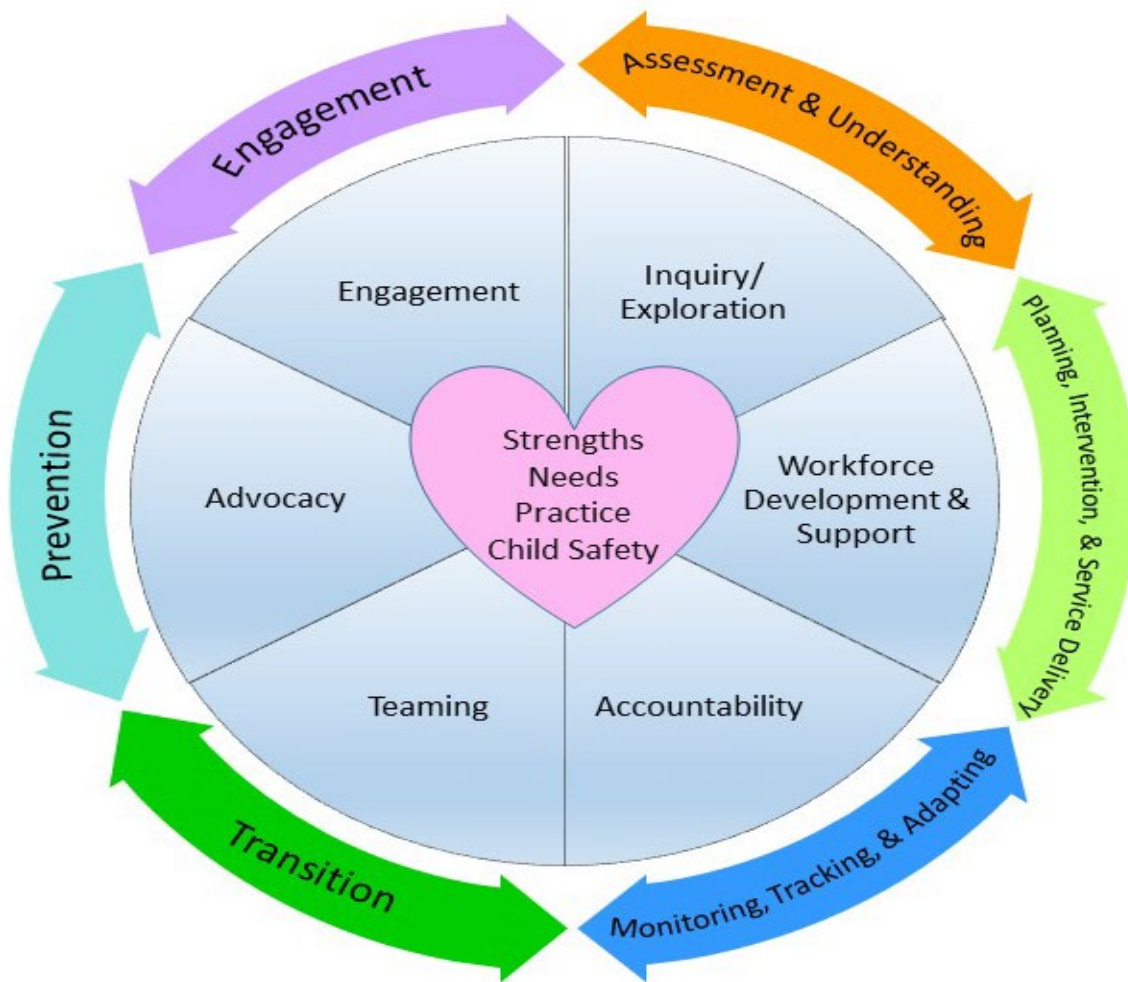 Engagement
Assessment & Understanding
Planning, Intervention, & Service Delivery
Monitoring, Tracking, & Adapting
Transition
Prevention
Engagement
Inquiry/
Exploration
Workforce
Development &
Support
Accountability
Teaming
Advocacy
Strengths
Needs
Practice
Child Safety